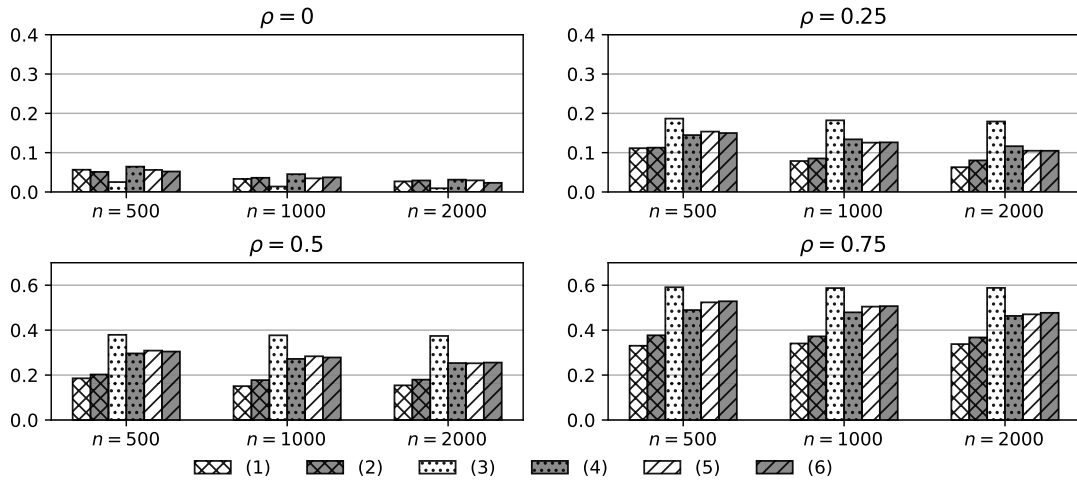 ρ = 0
0.4
0.3
0.2
0.1
0.0
n = 500
n = 1000
n = 2000
ρ = 0.25
0.4
0.3
0.2
0.1
0.0
n = 500
n = 1000
n = 2000
ρ = 0.5
0.6
0.4
0.2
0.0
n = 500
n = 1000
n = 2000
ρ = 0.75
0.6
0.4
0.2
0.0
n = 500
n = 1000
n = 2000
(1) (2) (3) (4) (5) (6)